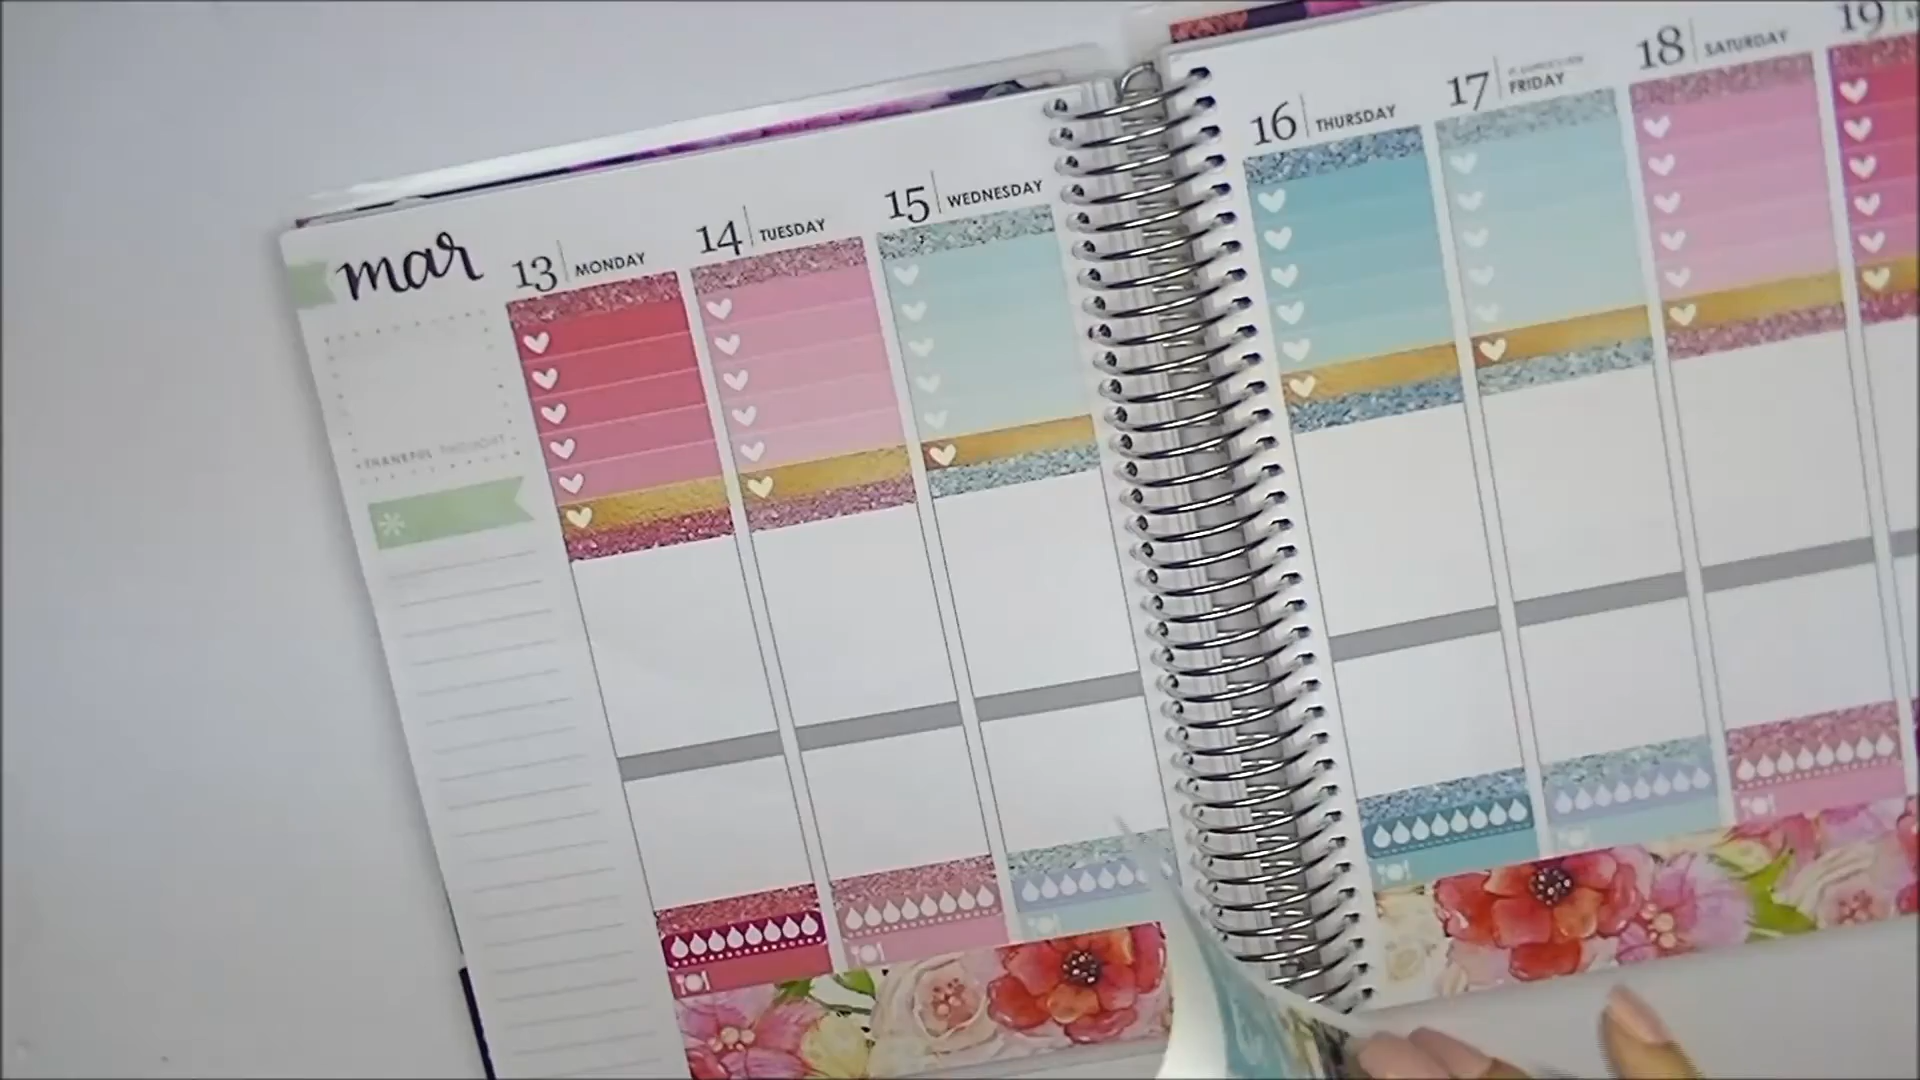 mar
13 MONDAY
14 TUESDAY
15 WEDNESDAY
16 THURSDAY
17 FRIDAY
18 SATURDAY
19
THANKFUL THOUGHT